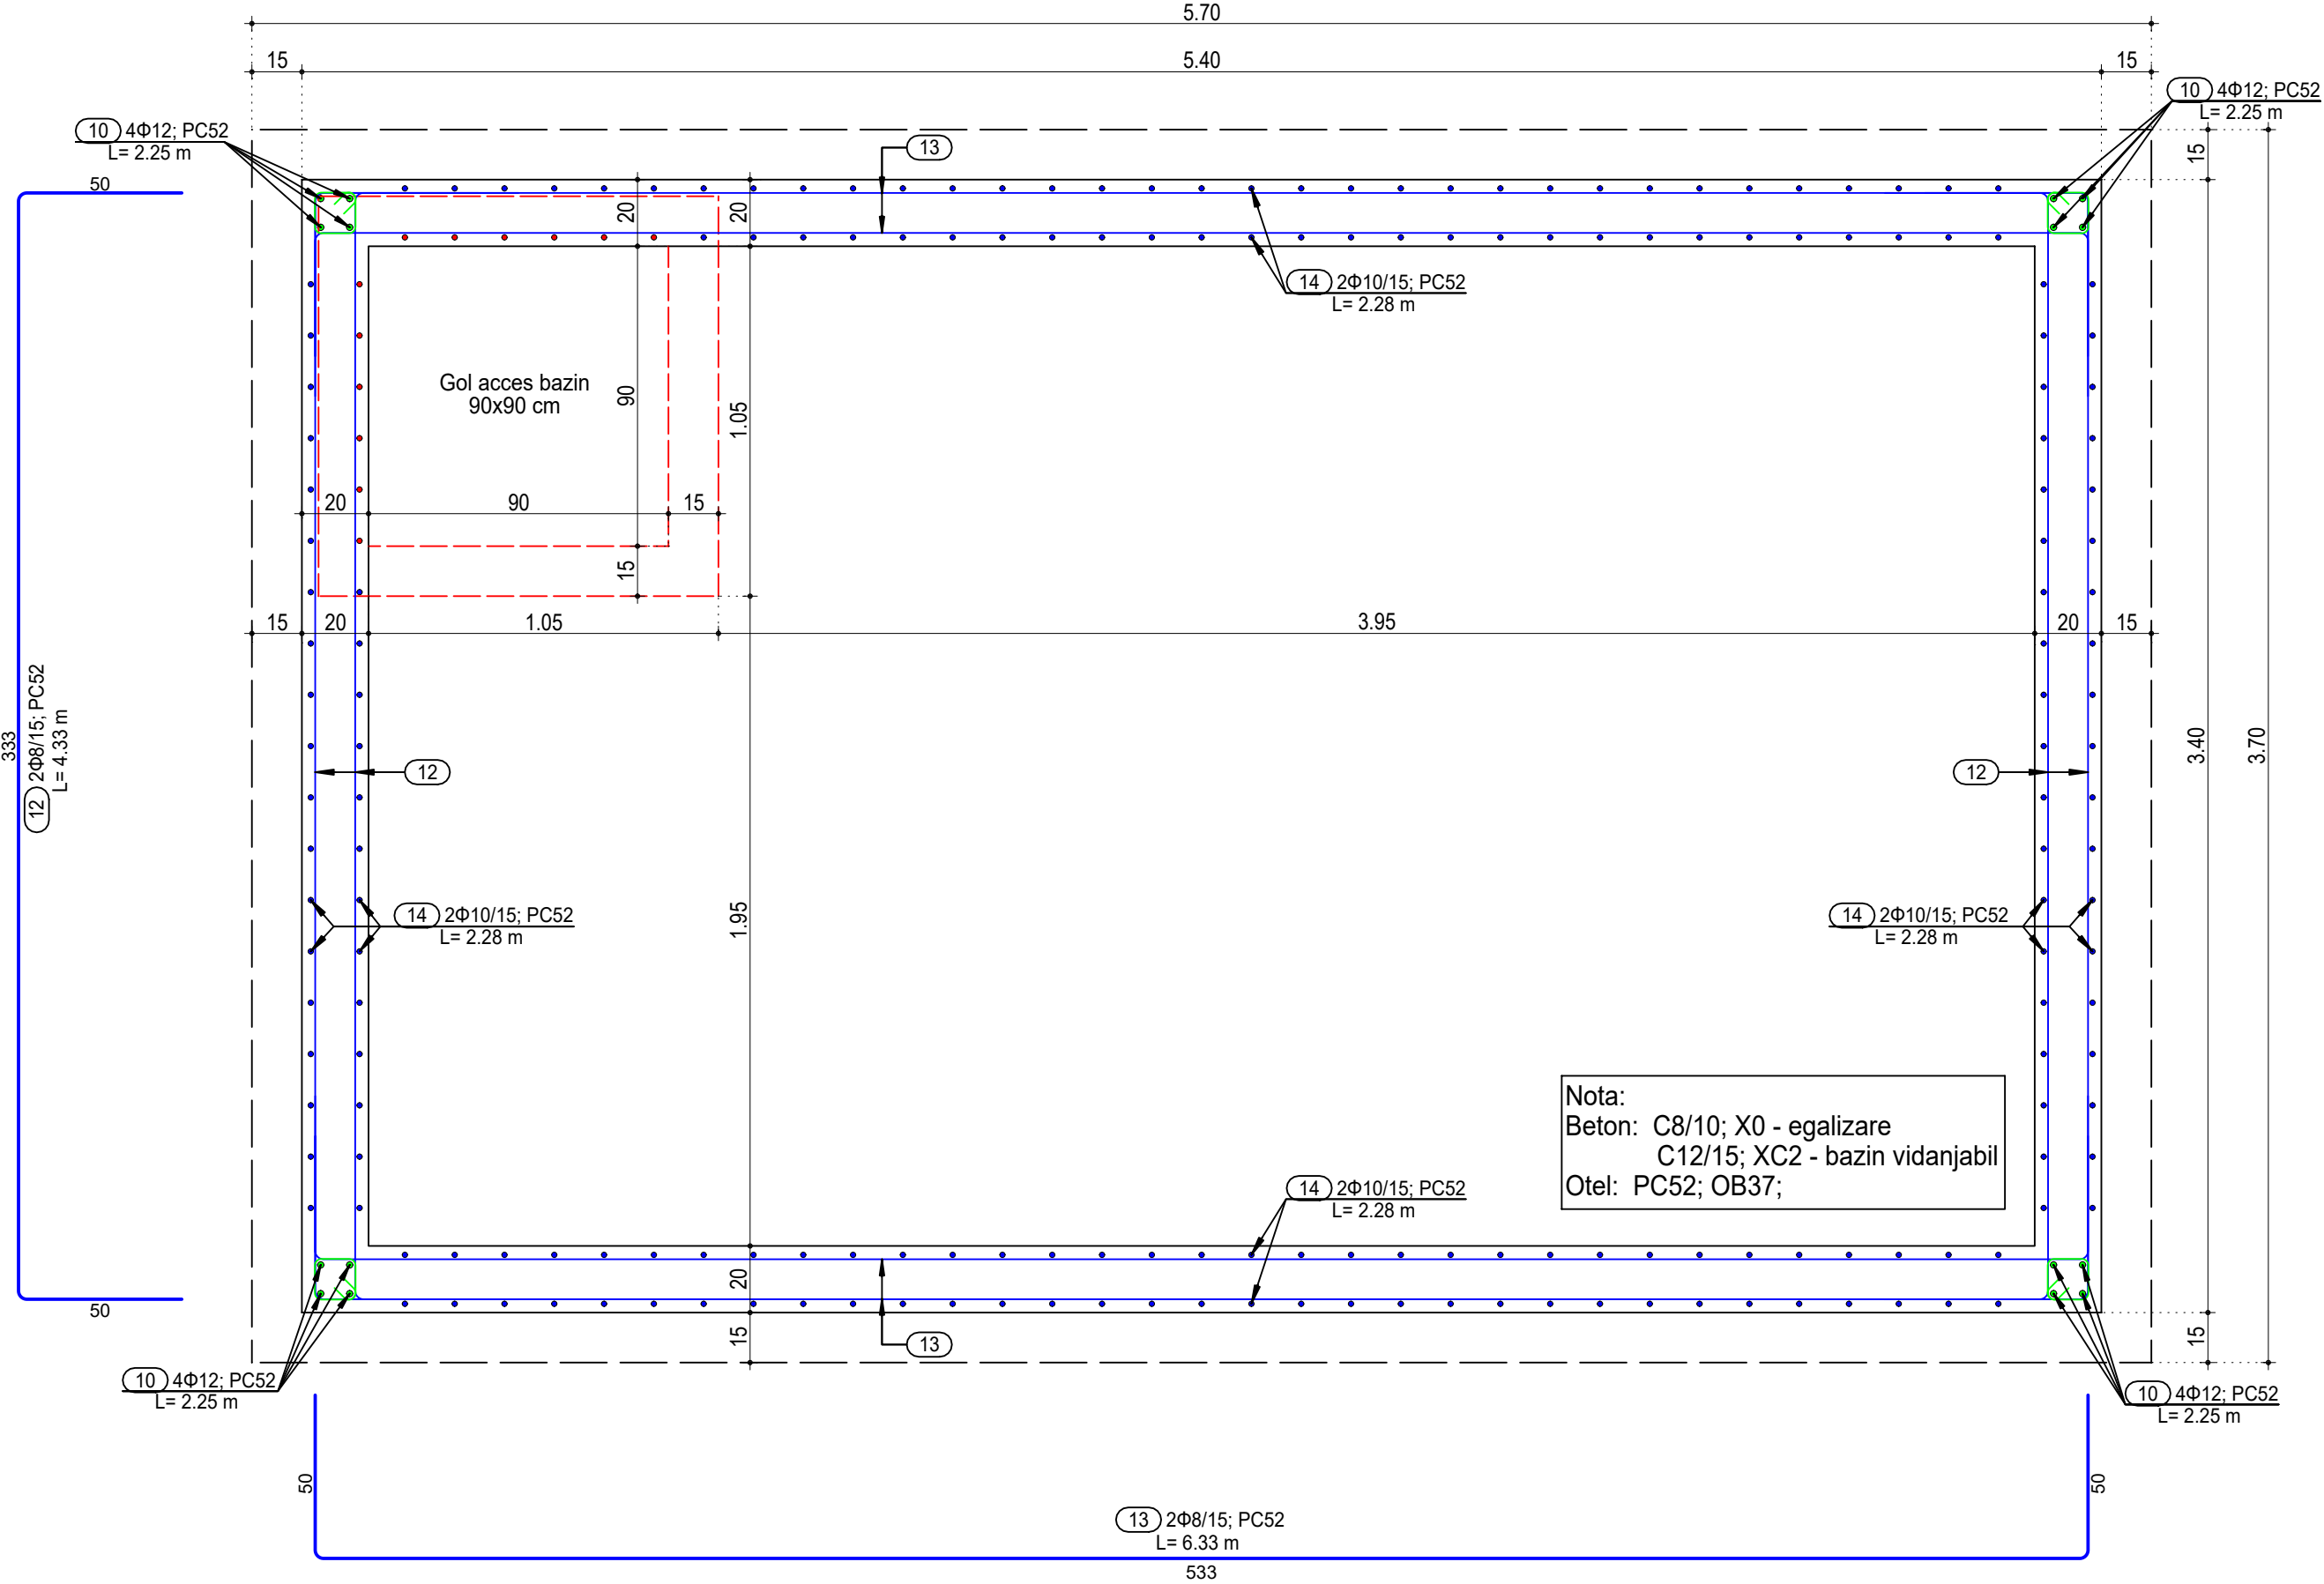 5.70
15
5.40
15
10 4Φ12; PC52
L= 2.25 m
10 4Φ12; PC52
L= 2.25 m
13
15
50
20
20
14 2Φ10/15; PC52
L= 2.28 m
Gol acces bazin
90x90 cm
90
1.05
20
90
15
15
15
20
1.05
3.95
20
15
333
12 2Φ8/15; PC52
L= 4.33 m
12
12
3.40
3.70
14 2Φ10/15; PC52
L= 2.28 m
1.95
14 2Φ10/15; PC52
L= 2.28 m
Nota:
Beton: C8/10; X0 - egalizare
C12/15; XC2 - bazin vidanjabil
Otel: PC52; OB37;
14 2Φ10/15; PC52
L= 2.28 m
20
50
15
13
15
10 4Φ12; PC52
L= 2.25 m
10 4Φ12; PC52
L= 2.25 m
50
50
13 2Φ8/15; PC52
L= 6.33 m
533